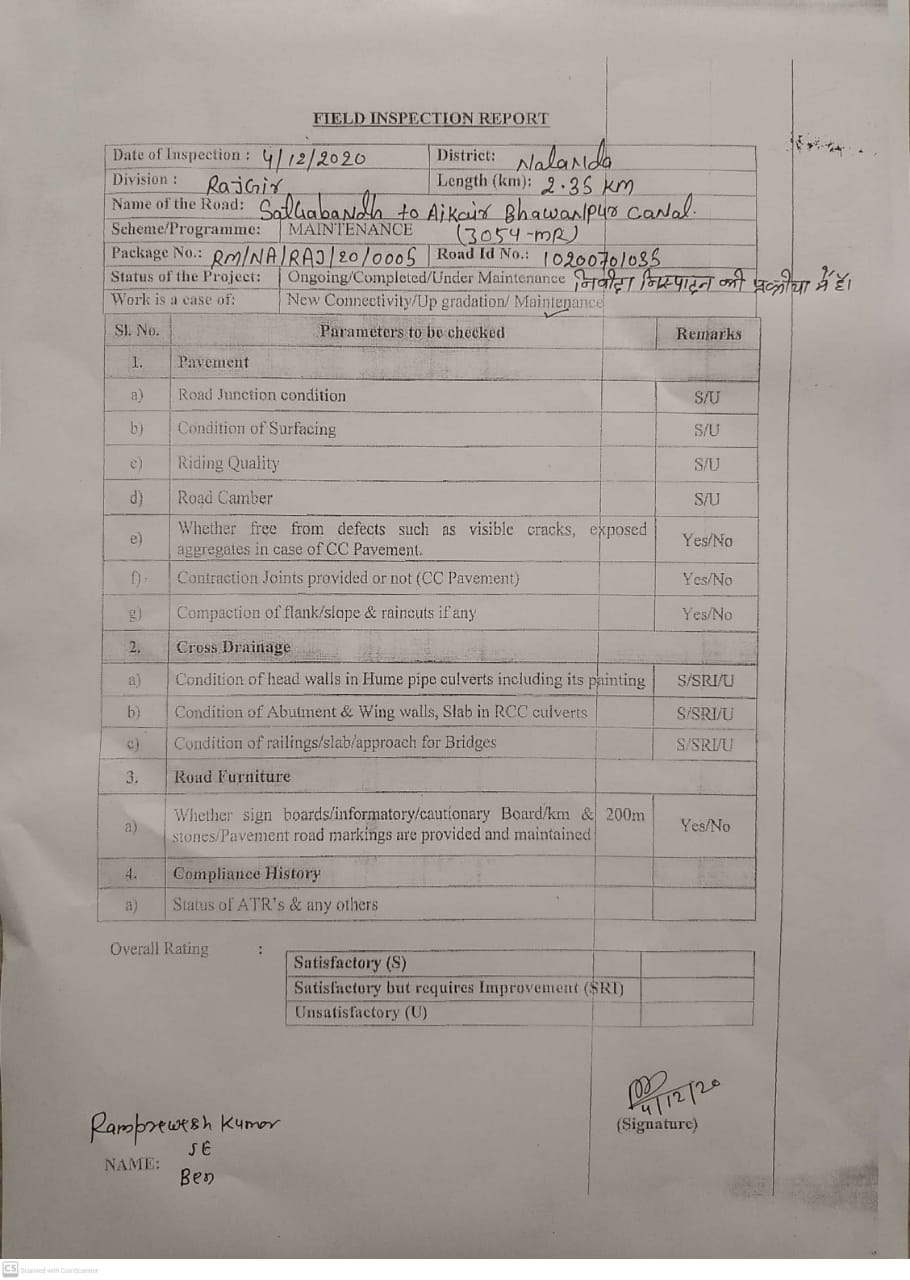 FIELD INSPECTION REPORT
Date of Inspection : 4/12/2020 District: Nalanda
Division : Rajgir Length (km): 2.35 KM
Name of the Road: Sathabandh to Aikair Bhawanipur Canal.
Scheme/Programme: MAINTENANCE (3054-MR)
Package No.: RM/NA/RAJ/20/0005 Road Id No.: 10200701035
Status of the Project: Ongoing/Completed/Under Maintenance निवीदा निस्पादन की प्रक्रीया में है।
Work is a case of: New Connectivity/Up gradation/ Maintenance
Sl. No. Parameters to be checked Remarks
1. Pavement
a) Road Junction condition S/U
b) Condition of Surfacing S/U
c) Riding Quality S/U
d) Road Camber S/U
e) Whether free from defects such as visible cracks, exposed
aggregates in case of CC Pavement. Yes/No
f) Contraction Joints provided or not (CC Pavement) Yes/No
g) Compaction of flank/slope & raincuts if any Yes/No
2. Cross Drainage
a) Condition of head walls in Hume pipe culverts including its painting S/SRI/U
b) Condition of Abutment & Wing walls, Slab in RCC culverts S/SRI/U
c) Condition of railings/slab/approach for Bridges S/SRI/U
3. Road Furniture
a) Whether sign boards/informatory/cautionary Board/km & 200m
stones/Pavement road markings are provided and maintained Yes/No
4. Compliance History
a) Status of ATR's & any others
Overall Rating :
Satisfactory (S)
Satisfactory but requires Improvement (SRI)
Unsatisfactory (U)
4/12/20
(Signature)
Ramprewesh Kumar
JE
NAME:
Ben
CS Scanned with CamScanner